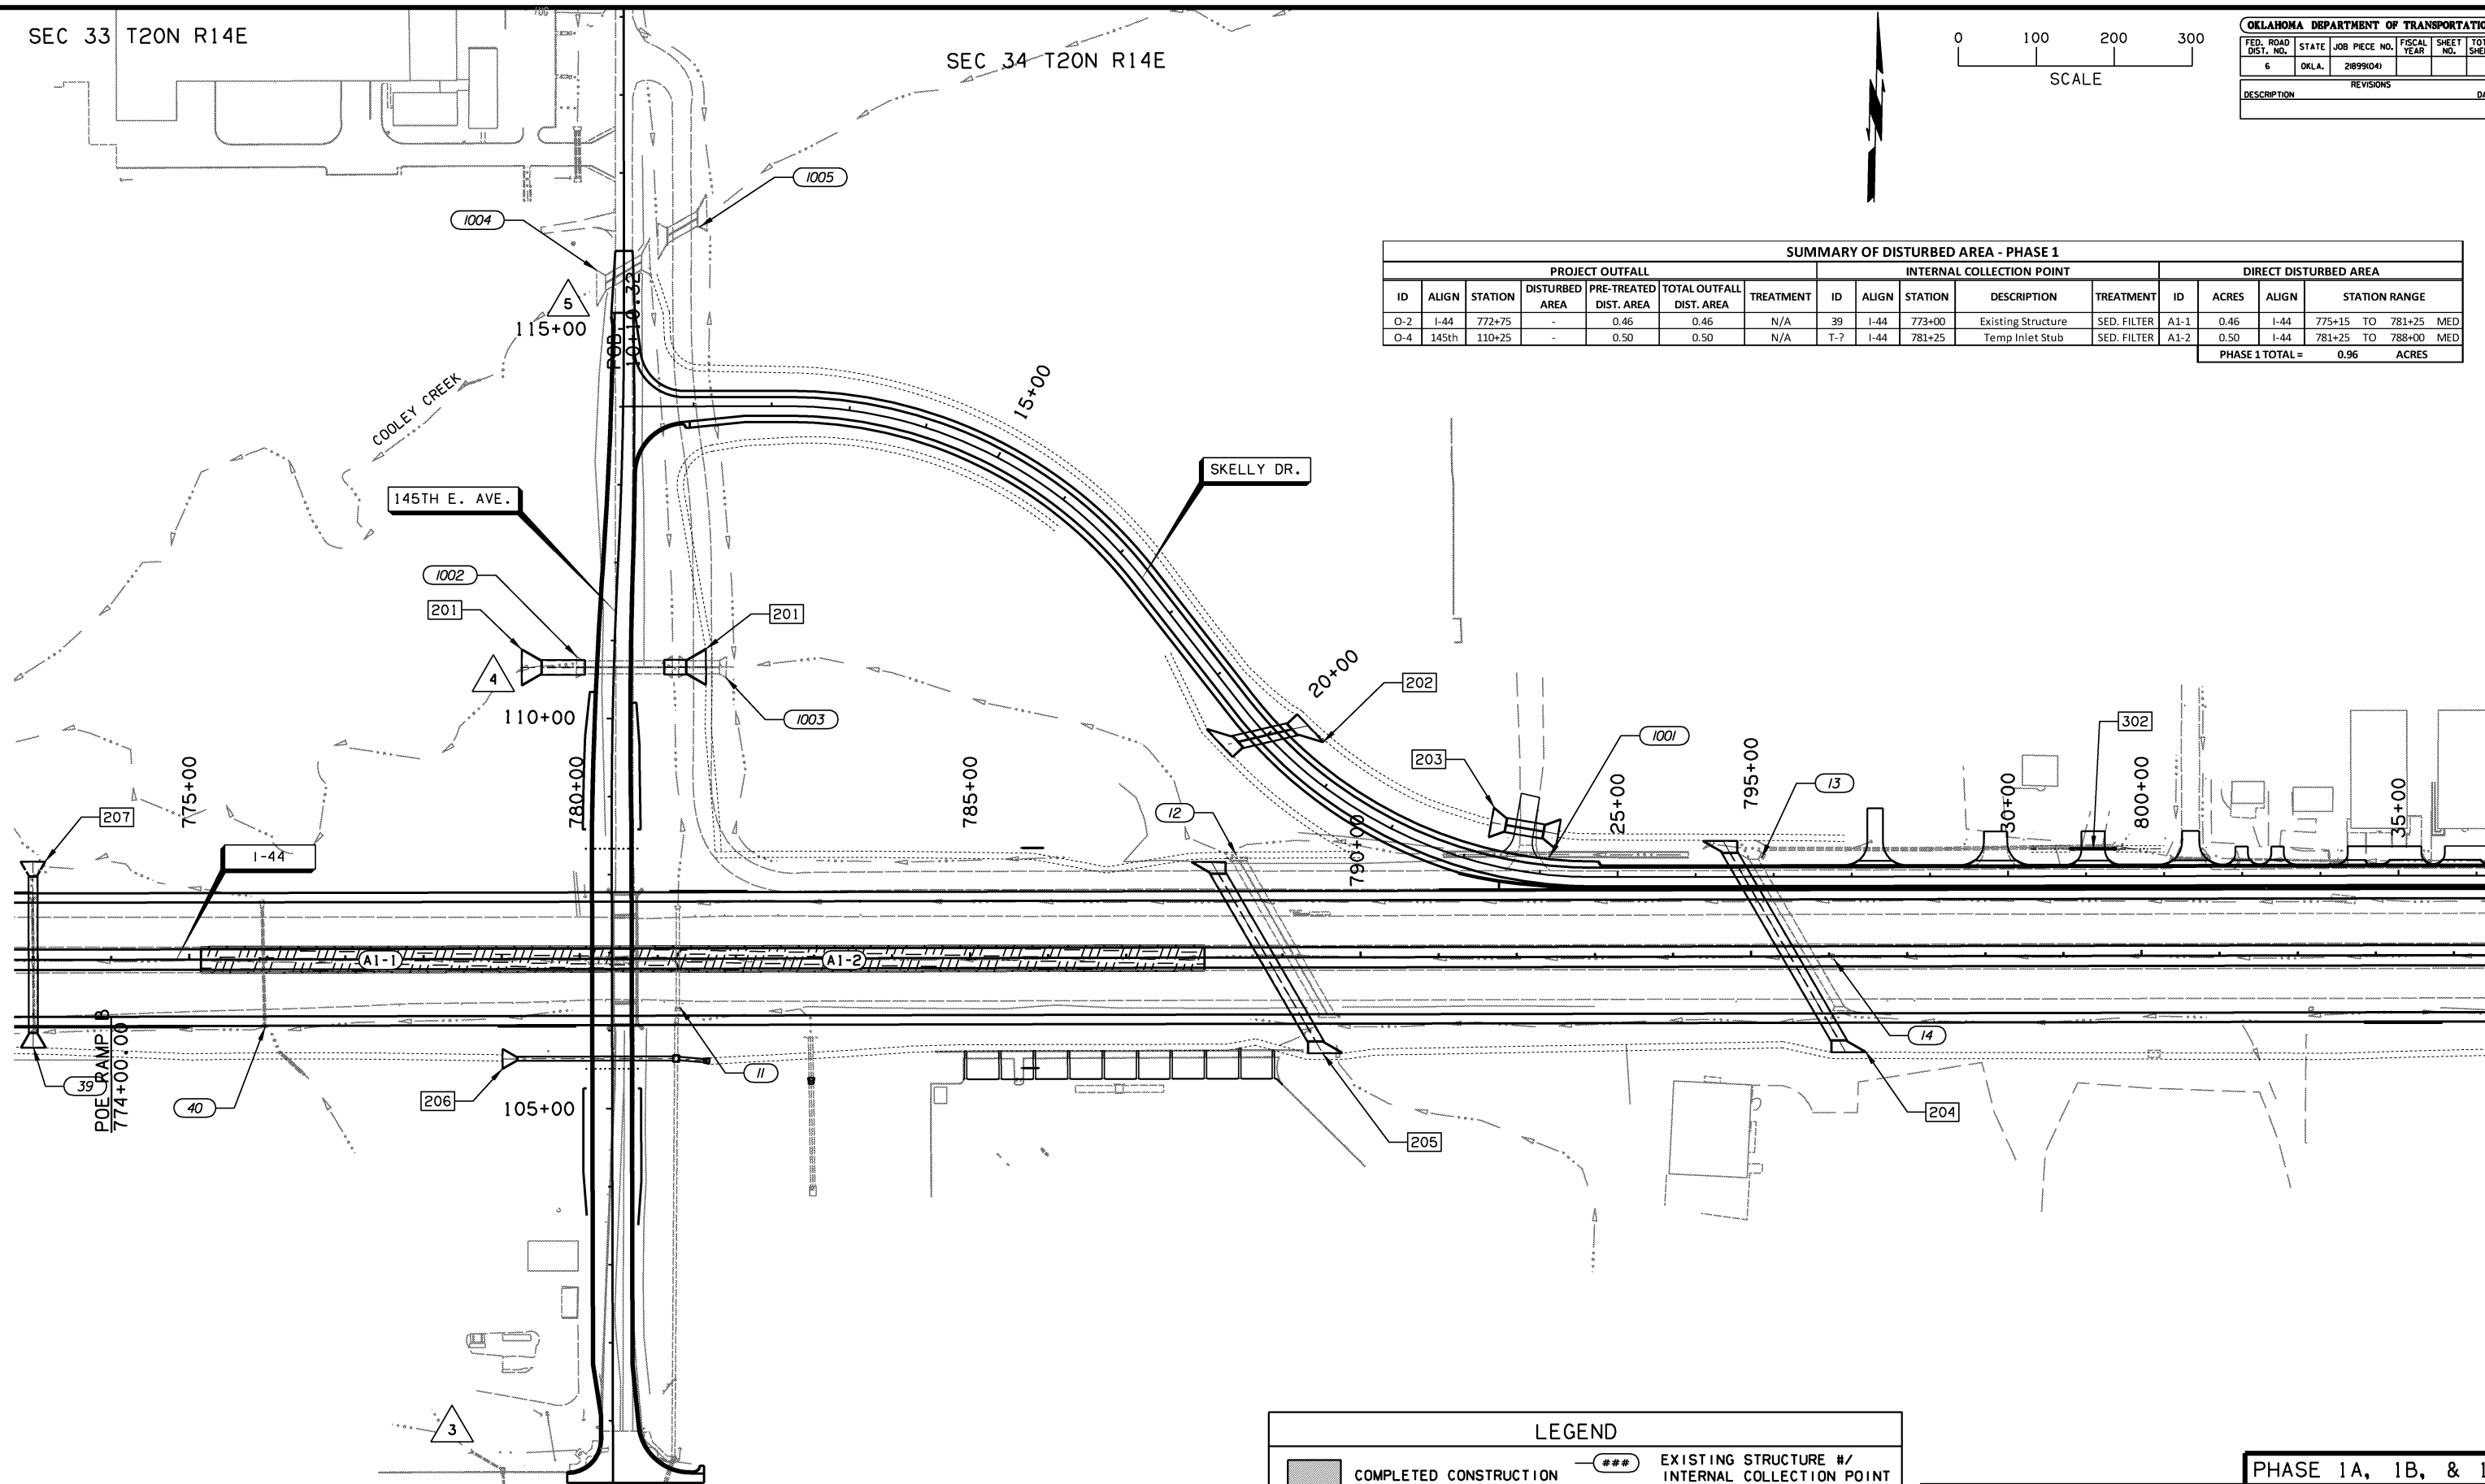 SEC 33 T20N R14E
SEC 34 T20N R14E
0 100 200 300
SCALE
OKLAHOMA DEPARTMENT OF TRANSPORTATIO
FED. ROAD DIST. NO. STATE JOB PIECE NO. FISCAL YEAR SHEET NO.
6 OKLA. 21899(04)
REVISIONS
DESCRIPTION
1005
1004
5
115+00
POB
10+10.32
COOLEY CREEK
15+00
SUMMARY OF DISTURBED AREA - PHASE 1
PROJECT OUTFALL INTERNAL COLLECTION POINT DIRECT DISTURBED AREA
ID ALIGN STATION DISTURBED AREA PRE-TREATED DIST. AREA TOTAL OUTFALL DIST. AREA TREATMENT ID ALIGN STATION DESCRIPTION TREATMENT ID ACRES ALIGN STATION RANGE
O-2 I-44 772+75 - 0.46 0.46 N/A 39 I-44 773+00 Existing Structure SED. FILTER A1-1 0.46 I-44 775+15 TO 781+25 MED
O-4 145th 110+25 - 0.50 0.50 N/A T-? I-44 781+25 Temp Inlet Stub SED. FILTER A1-2 0.50 I-44 781+25 TO 788+00 MED
PHASE 1 TOTAL = 0.96 ACRES
SKELLY DR.
145TH E. AVE.
1002
201
201
4
110+00
1003
20+00
202
203
1001
302
775+00
780+00
785+00
790+00
25+00
795+00
30+00
800+00
35+00
207
I-44
12
13
A1-1
A1-2
14
39
POE RAMP B
774+00.00
40
206
105+00
11
205
204
3
LEGEND
COMPLETED CONSTRUCTION
### EXISTING STRUCTURE #/
INTERNAL COLLECTION POINT
PHASE 1A, 1B, & 1